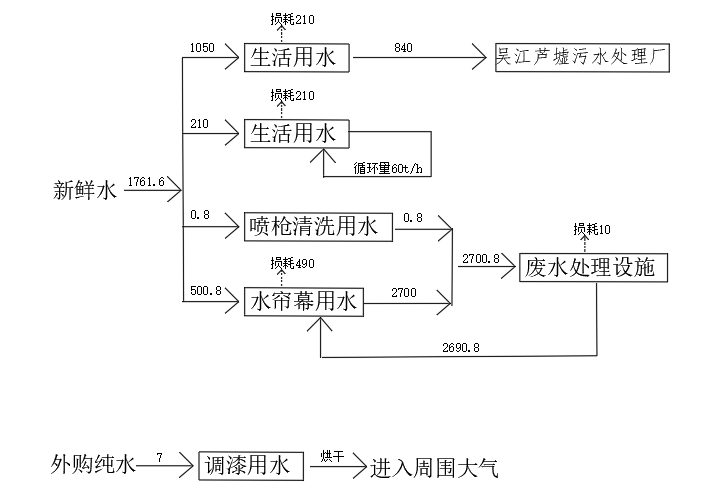 损耗210
1050
生活用水
840
吴江芦墟污水处理厂
损耗210
210
生活用水
循环量60t/h
新鲜水
1761.6
0.8
喷枪清洗用水
0.8
损耗10
2700.8
废水处理设施
损耗490
500.8
水帘幕用水
2700
2690.8
外购纯水
7
调漆用水
烘干
进入周围大气